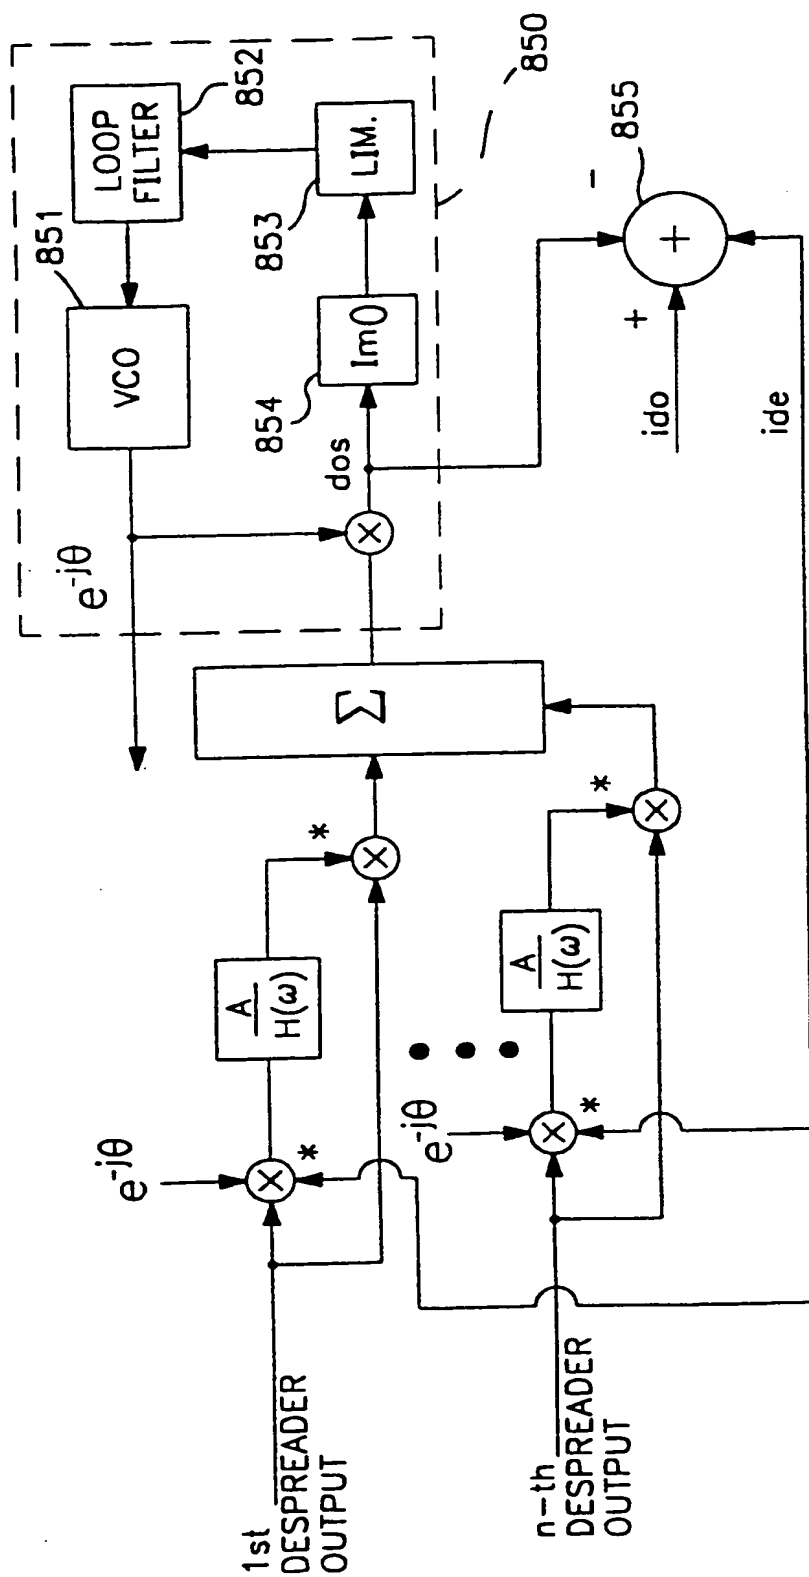 e^-jθ
VCO
851
LOOP
FILTER
852
Σ
dos
Im()
854
LIM.
853
850
*
A
H(ω)
e^-jθ
*
1st
DESPREADER
OUTPUT
*
A
H(ω)
e^-jθ
*
n-th
DESPREADER
OUTPUT
ido
+
+
-
855
ide